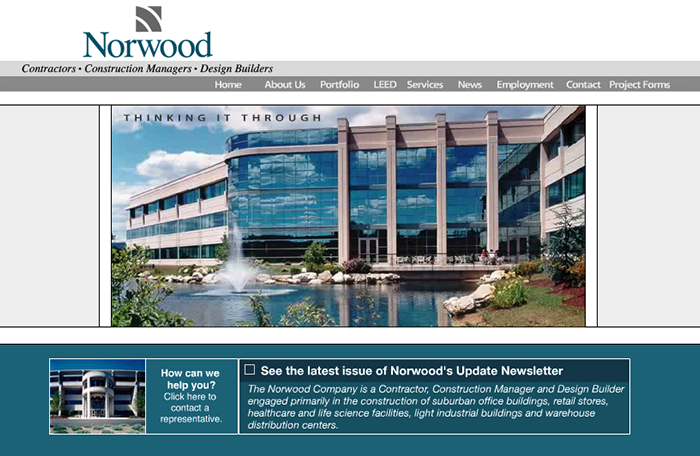 Norwood
Contractors • Construction Managers • Design Builders
Home About Us Portfolio LEED Services News Employment Contact Project Forms
THINKING IT THROUGH
How can we
help you?
Click here to
contact a
representative.
See the latest issue of Norwood's Update Newsletter
The Norwood Company is a Contractor, Construction Manager and Design Builder
engaged primarily in the construction of suburban office buildings, retail stores,
healthcare and life science facilities, light industrial buildings and warehouse
distribution centers.